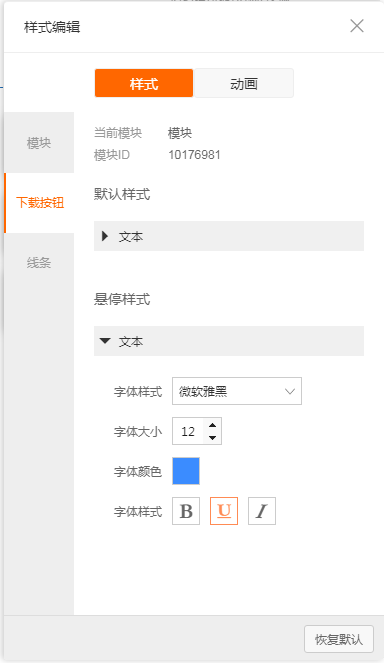 样式编辑
样式 动画
模块
下载按钮
线条
当前模块 模块
模块ID 10176981
默认样式
文本
悬停样式
文本
字体样式 微软雅黑
字体大小 12
字体颜色
字体样式 B U I
恢复默认